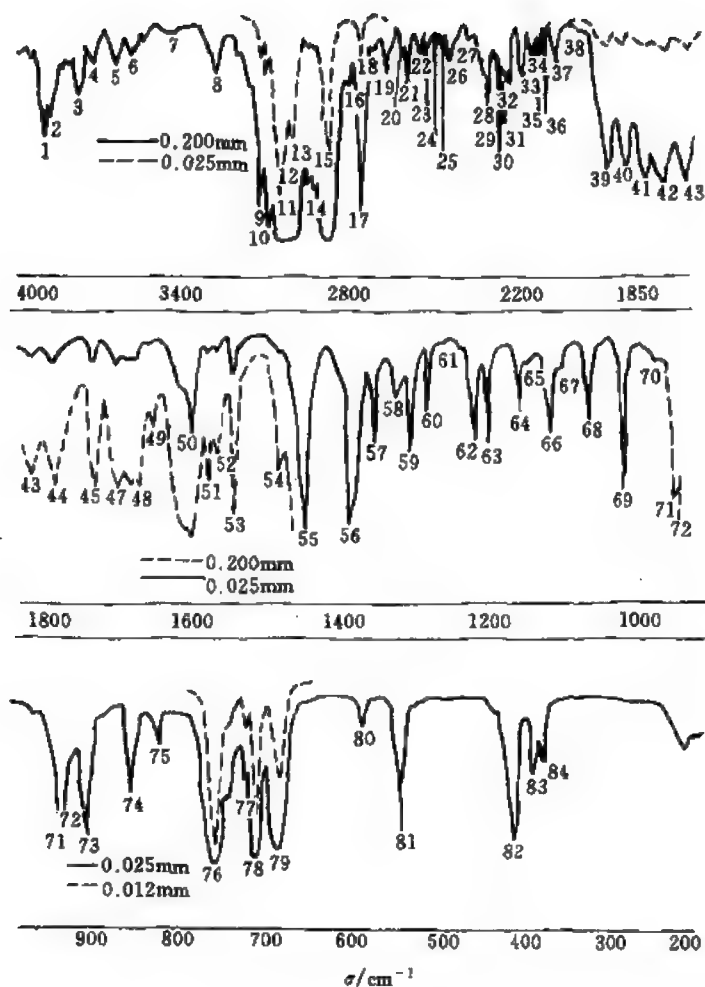 1 2 3 4 5 6 7 8 9 10 11 12 13 14 15 16 17 18 19 20 21 22 23 24 25 26 27 28 29 30 31 32 33 34 35 36 37 38 39 40 41 42 43
0.200mm
0.025mm
4000 3400 2800 2200 1850
43 44 45 47 48 49 50 51 52 53 54 55 56 57 58 59 60 61 62 63 64 65 66 67 68 69 70 71 72
0.200mm
0.025mm
1800 1600 1400 1200 1000
71 72 73 74 75 76 77 78 79 80 81 82 83 84
0.025mm
0.012mm
900 800 700 600 500 400 300 200
σ/cm⁻¹